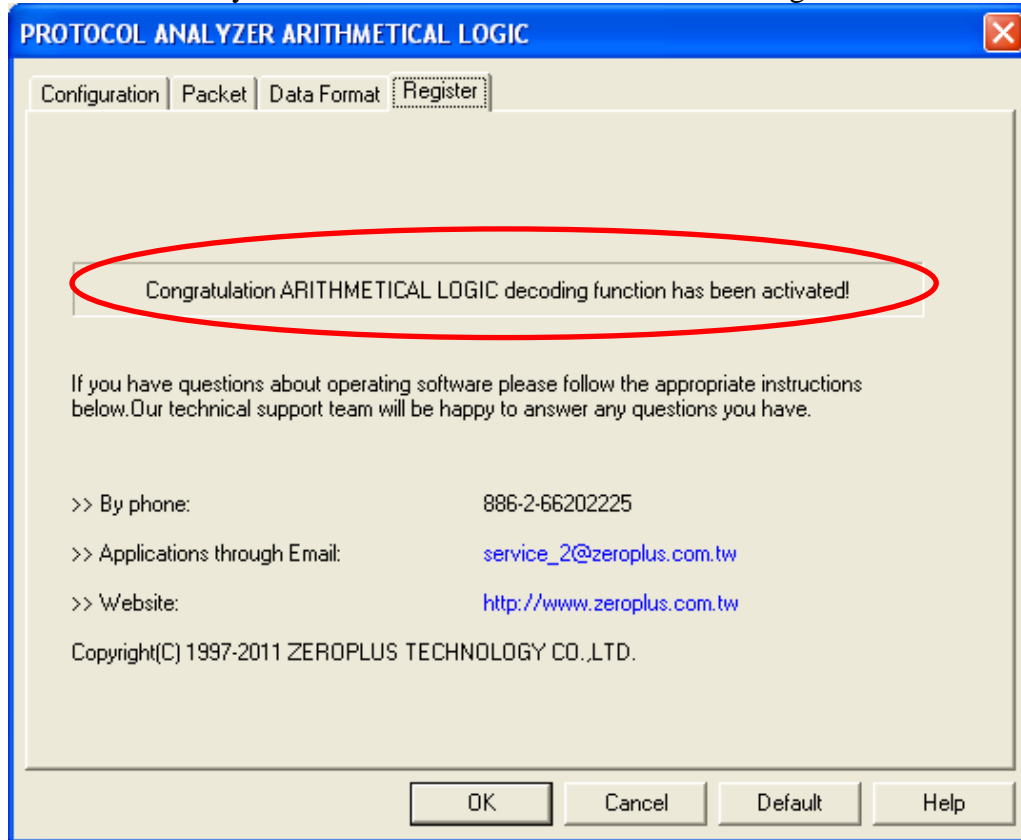 PROTOCOL ANALYZER ARITHMETICAL LOGIC
Configuration Packet Data Format Register
Congratulation ARITHMETICAL LOGIC decoding function has been activated!
If you have questions about operating software please follow the appropriate instructions
below.Our technical support team will be happy to answer any questions you have.
>> By phone: 886-2-66202225
>> Applications through Email: service_2@zeroplus.com.tw
>> Website: http://www.zeroplus.com.tw
Copyright(C) 1997-2011 ZEROPLUS TECHNOLOGY CO.,LTD.
OK Cancel Default Help